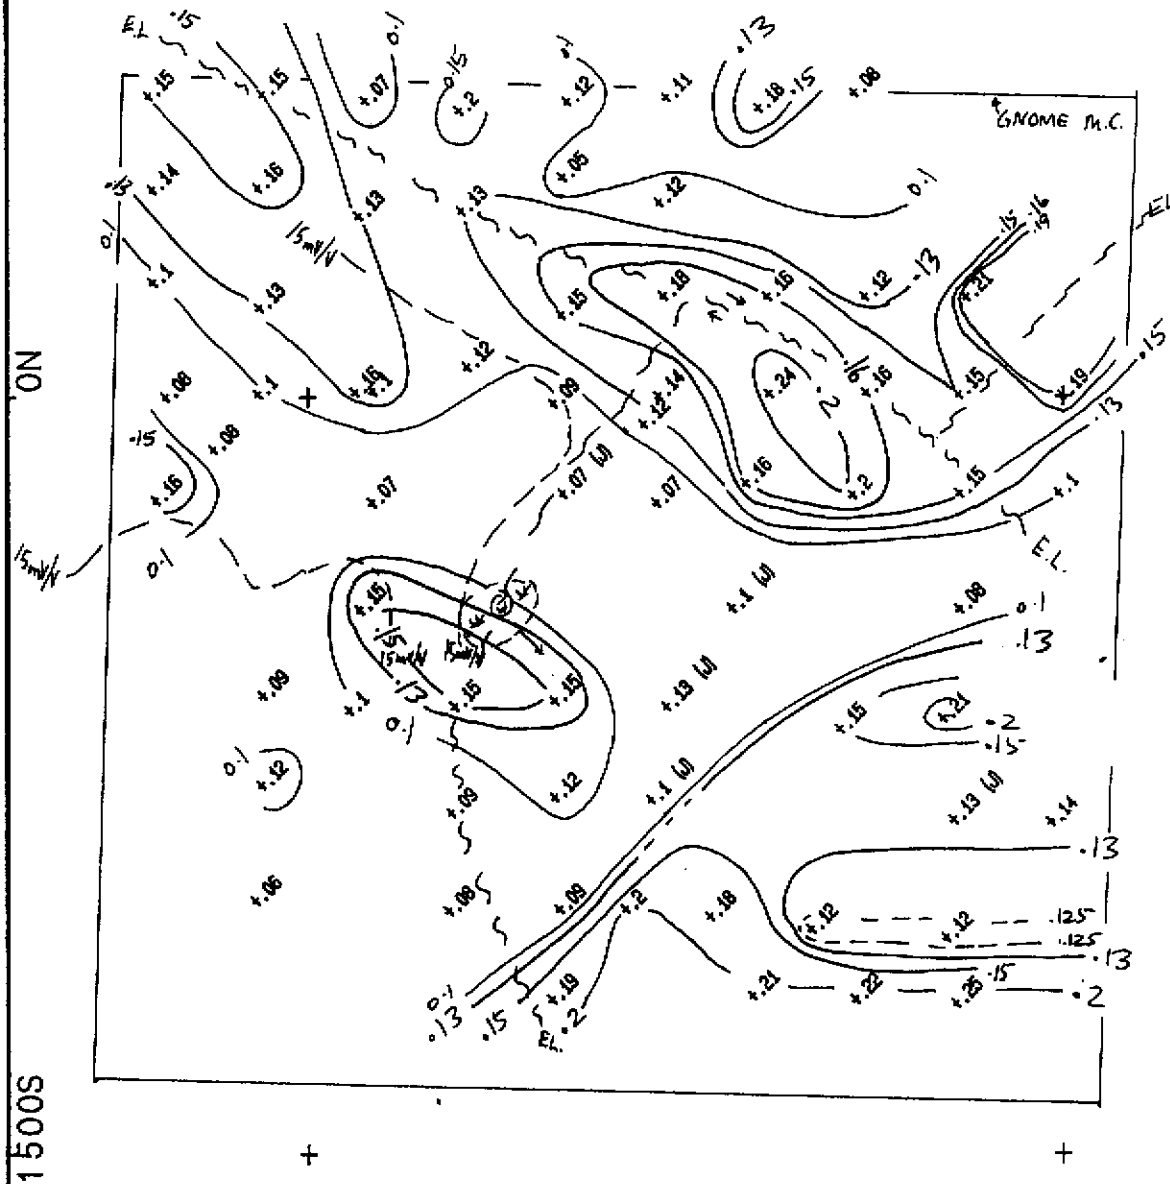 E.L .15 0.1 0.15 0.1 .13
+.15 +.15 +.07 +.2 +.12 +.11 +.18 .15 +.08
GNOME M.C.
.15 +.14 +.16 +.13 +.13 +.05 +.12 0.1
0.1 15mV/V .15 .16 .19 EL
+.1 +.13 +.15 +.18 +.16 +.12 .13 +.21
0N
+.08 +.1 +.16 +.1 +.12 +.09 +.14 +.12 +.24 .16 +.16 +.15 .19 .15
.15 +.08 .13
+.16 +.07 +.07 (J) +.07 +.16 +.2 +.15 +.1
15mV/V 0.1 E.L.
+.15 +.1 (J) +.08 0.1
.15 .13
15mV/V 15mV/V
+.09 +.1 .13 +.15 +.15 +.13 (J) +.15 +.21 .2
0.1 .15
0.1 +.12 +.09 +.12 +.1 (J) +.13 (J) +.14
.13
+.06 +.08 +.09 +.2 +.18 +.12 +.12 .125
.125
.13
0.1 +.19 +.21 +.22 +.25 .15 .2
.13 .15 EL. .2
1500S